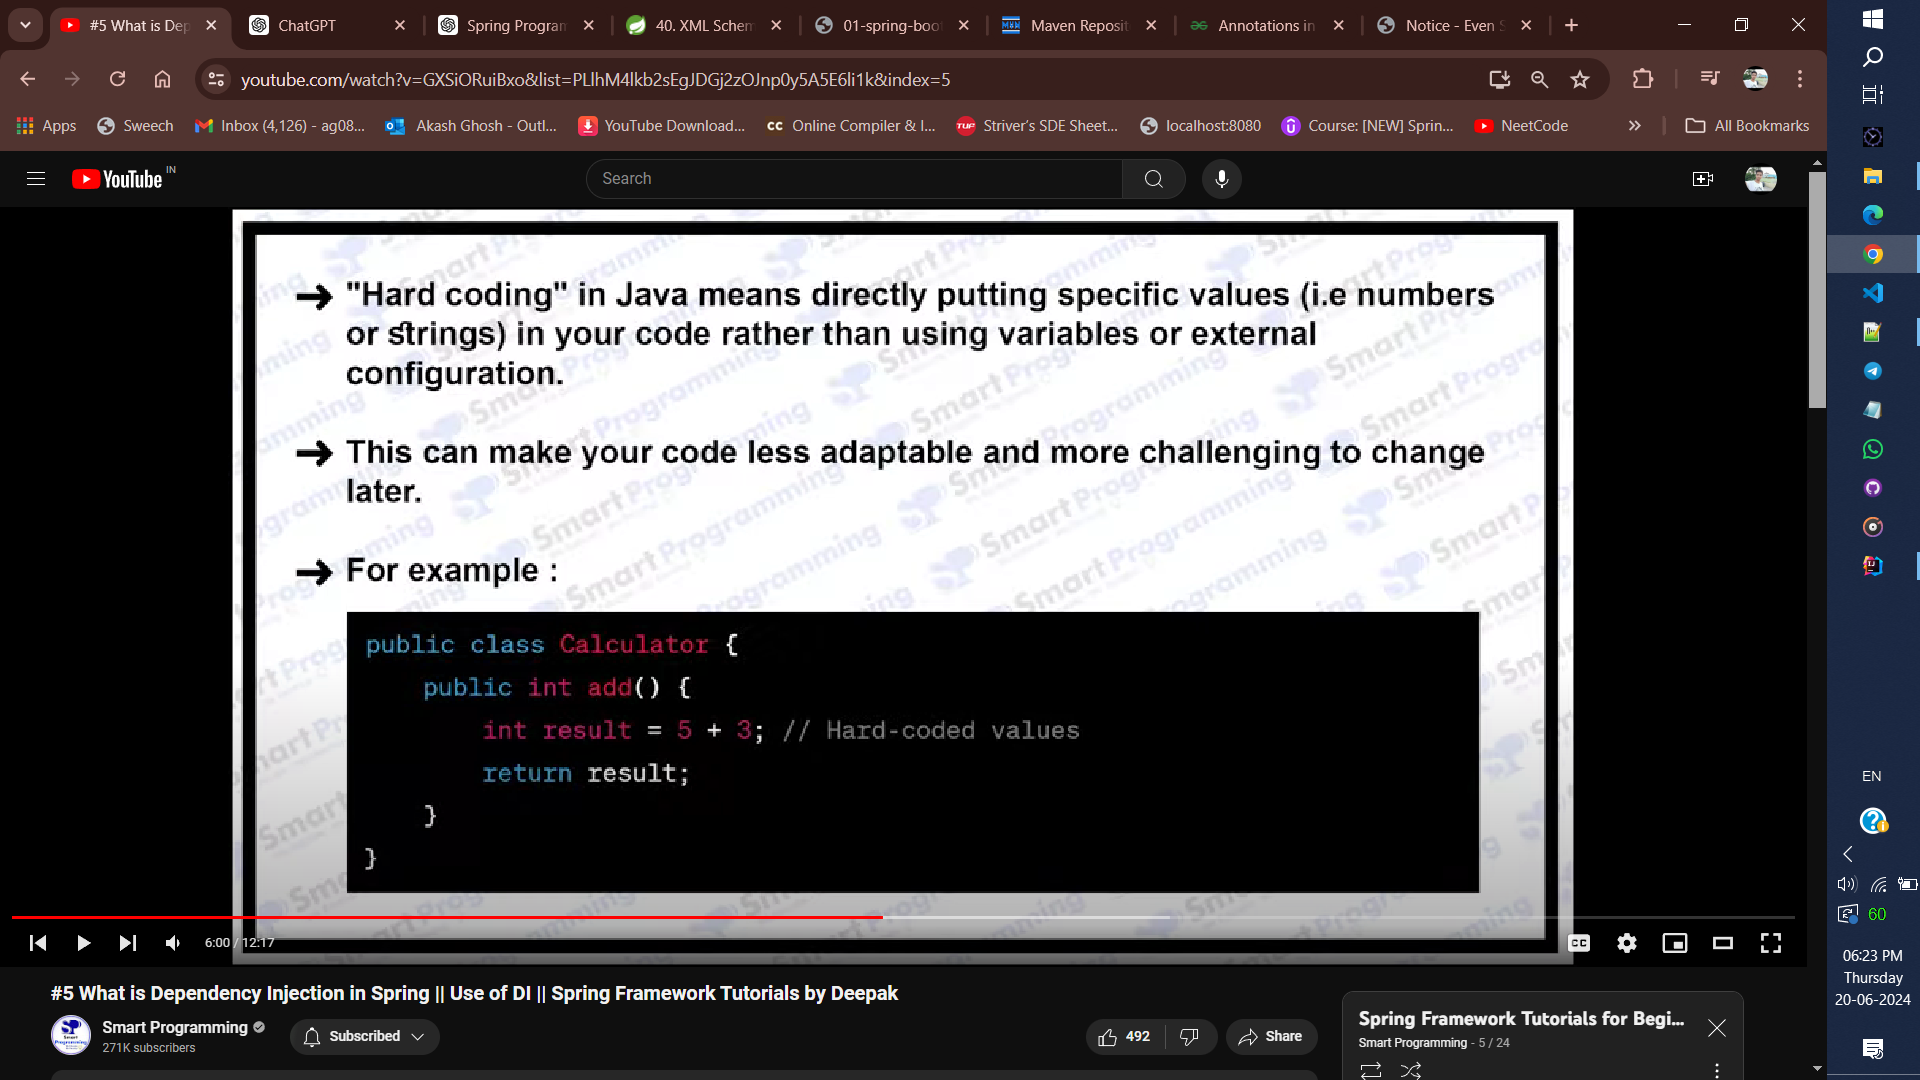 #5 What is Dep
ChatGPT
Spring Program
40. XML Schem
01-spring-boot
Maven Reposit
Annotations in
Notice - Even S
youtube.com/watch?v=GXSiORuiBxo&list=PLlhM4lkb2sEgJDGj2zOJnp0y5A5E6li1k&index=5
Apps
Sweech
Inbox (4,126) - ag08...
Akash Ghosh - Outl...
YouTube Download...
Online Compiler & I...
Striver's SDE Sheet...
localhost:8080
Course: [NEW] Sprin...
NeetCode
All Bookmarks
YouTube IN
Search
"Hard coding" in Java means directly putting specific values (i.e numbers
or strings) in your code rather than using variables or external
configuration.
This can make your code less adaptable and more challenging to change
later.
For example :
public class Calculator {
public int add() {
int result = 5 + 3; // Hard-coded values
return result;
}
}
6:00 / 12:17
#5 What is Dependency Injection in Spring || Use of DI || Spring Framework Tutorials by Deepak
Smart Programming
271K subscribers
Subscribed
492
Share
Spring Framework Tutorials for Begi...
Smart Programming - 5 / 24
EN
60
06:23 PM
Thursday
20-06-2024